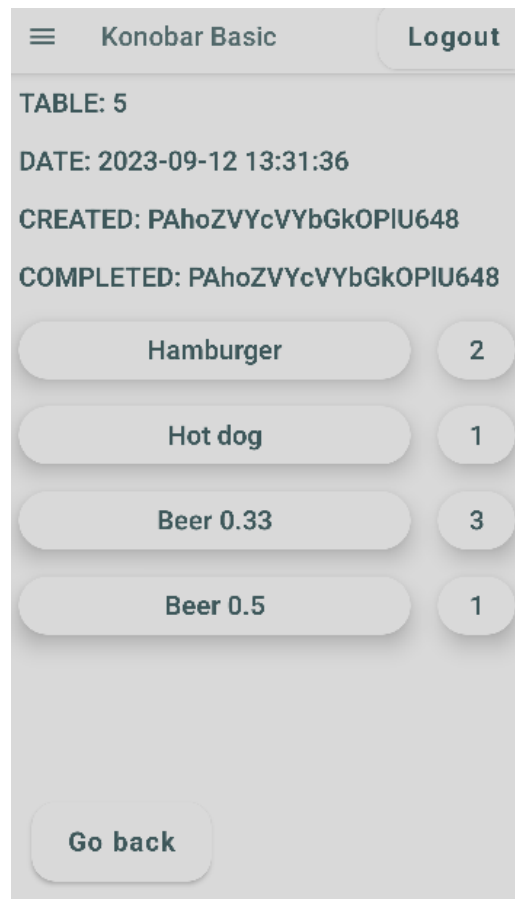 Konobar Basic Logout
TABLE: 5
DATE: 2023-09-12 13:31:36
CREATED: PAhoZVYcVYbGkOPlU648
COMPLETED: PAhoZVYcVYbGkOPlU648
Hamburger 2
Hot dog 1
Beer 0.33 3
Beer 0.5 1
Go back